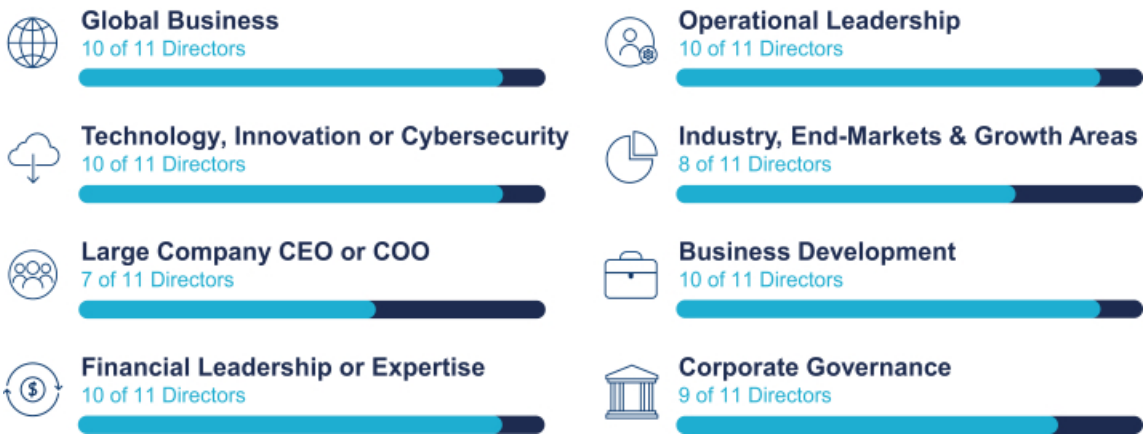 Global Business
10 of 11 Directors
Operational Leadership
10 of 11 Directors
Technology, Innovation or Cybersecurity
10 of 11 Directors
Industry, End-Markets & Growth Areas
8 of 11 Directors
Large Company CEO or COO
7 of 11 Directors
Business Development
10 of 11 Directors
Financial Leadership or Expertise
10 of 11 Directors
$
Corporate Governance
9 of 11 Directors